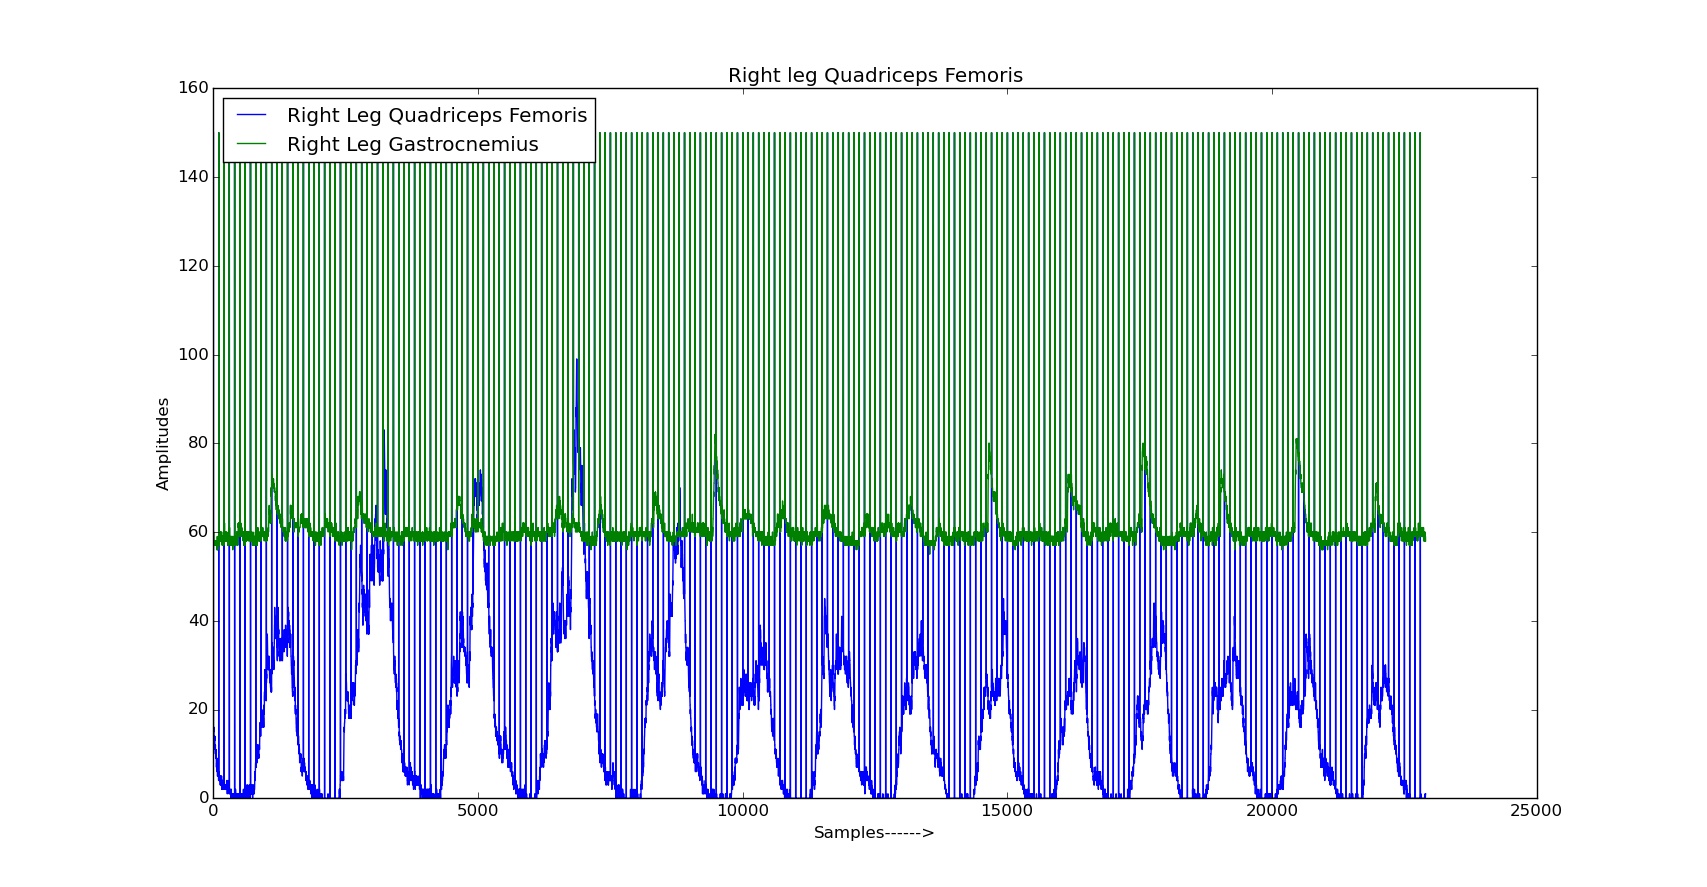 Right leg Quadriceps Femoris
Right Leg Quadriceps Femoris
Right Leg Gastrocnemius
160
140
120
100
80
60
40
20
0
Amplitudes
0 5000 10000 15000 20000 25000
Samples------>